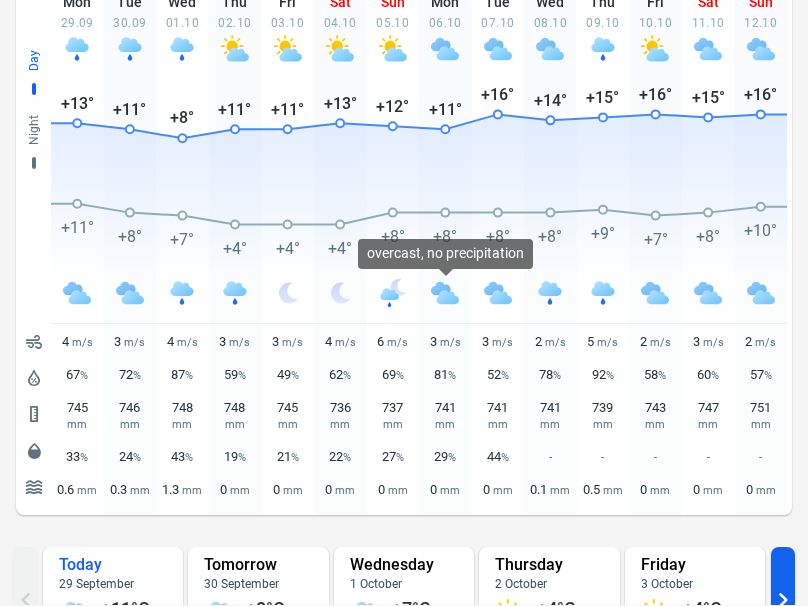 Mon Tue Wed Thu Fri Sat Sun Mon Tue Wed Thu Fri Sat Sun
29.09 30.09 01.10 02.10 03.10 04.10 05.10 06.10 07.10 08.10 09.10 10.10 11.10 12.10
Day
Night
+13° +11° +8° +11° +11° +13° +12° +11° +16° +14° +15° +16° +15° +16°
+11° +8° +7° +4° +4° +4° +8° +8° +8° +8° +9° +7° +8° +10°
overcast, no precipitation
4 m/s 3 m/s 4 m/s 3 m/s 3 m/s 4 m/s 6 m/s 3 m/s 3 m/s 2 m/s 5 m/s 2 m/s 3 m/s 2 m/s
67% 72% 87% 59% 49% 62% 69% 81% 52% 78% 92% 58% 60% 57%
745 746 748 748 745 736 737 741 741 741 739 743 747 751
mm mm mm mm mm mm mm mm mm mm mm mm mm mm
33% 24% 43% 19% 21% 22% 27% 29% 44% - - - - -
0.6 mm 0.3 mm 1.3 mm 0 mm 0 mm 0 mm 0 mm 0 mm 0 mm 0.1 mm 0.5 mm 0 mm 0 mm 0 mm
Today Tomorrow Wednesday Thursday Friday
29 September 30 September 1 October 2 October 3 October